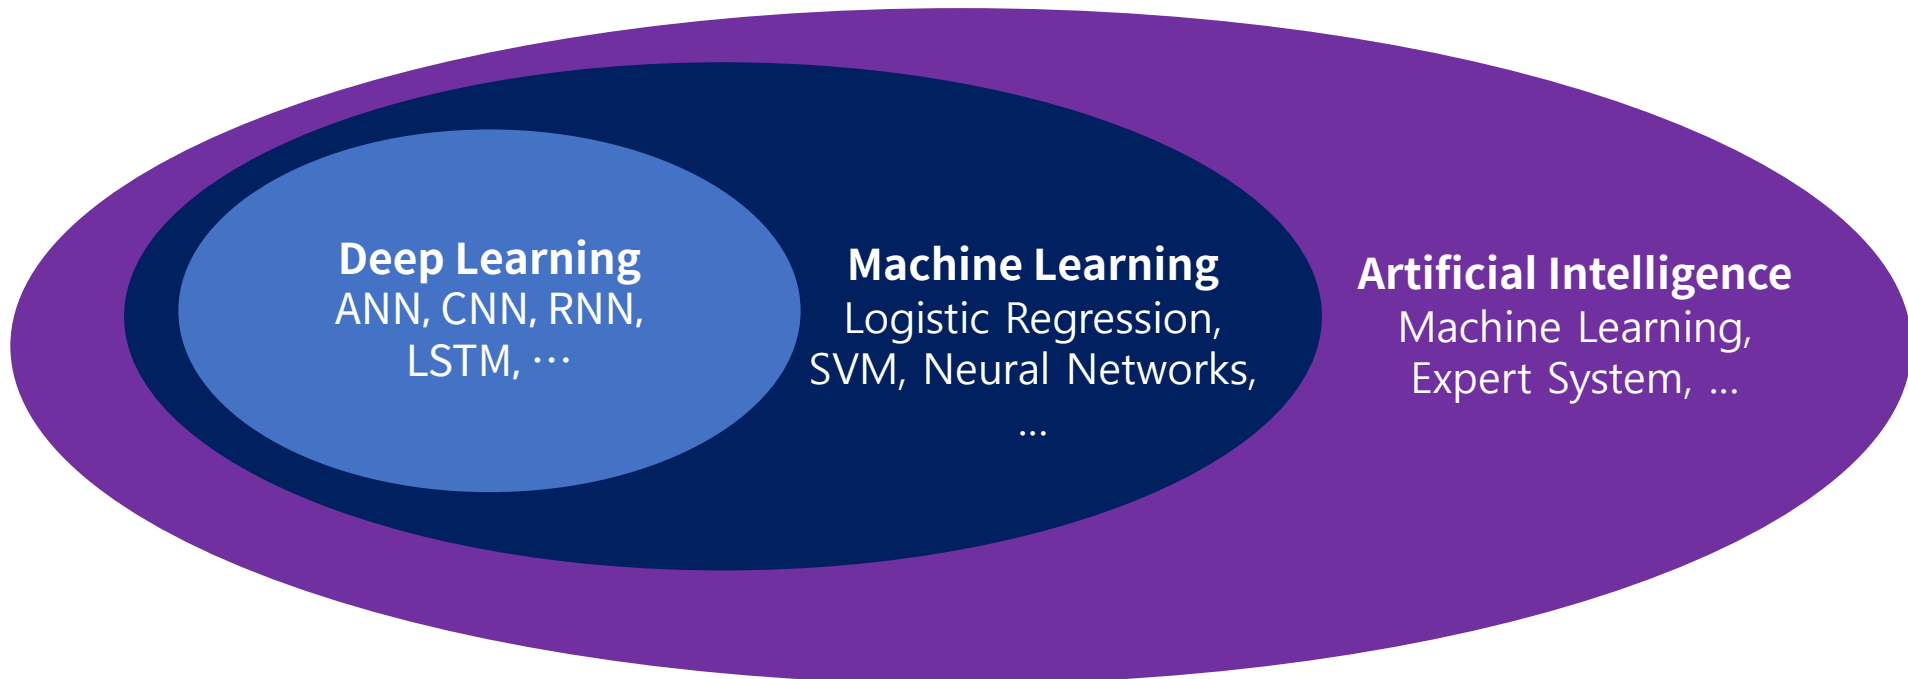 Deep Learning
ANN, CNN, RNN,
LSTM, ⋯
Machine Learning
Logistic Regression,
SVM, Neural Networks,
...
Artificial Intelligence
Machine Learning,
Expert System, ...